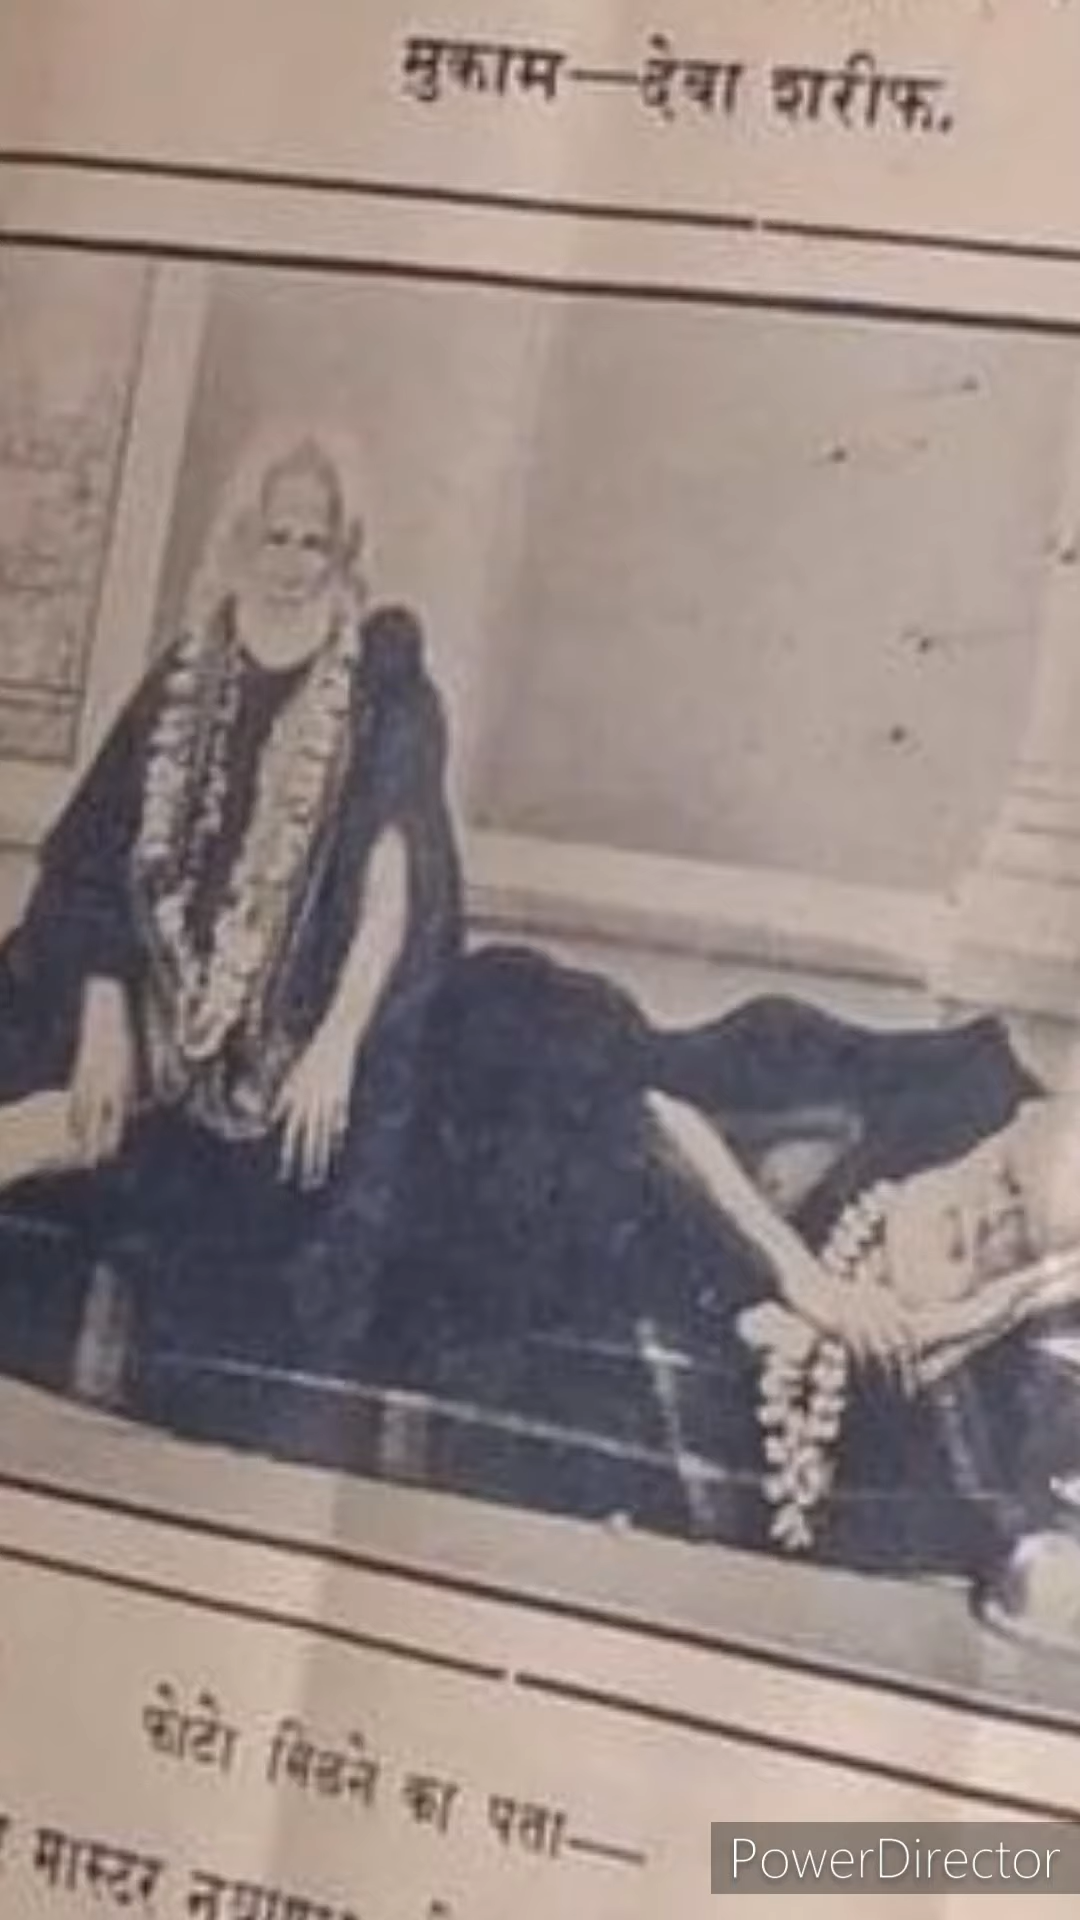 मुकाम—देवा शरीफ.
फोटो मिलने का पता—
मास्टर
PowerDirector